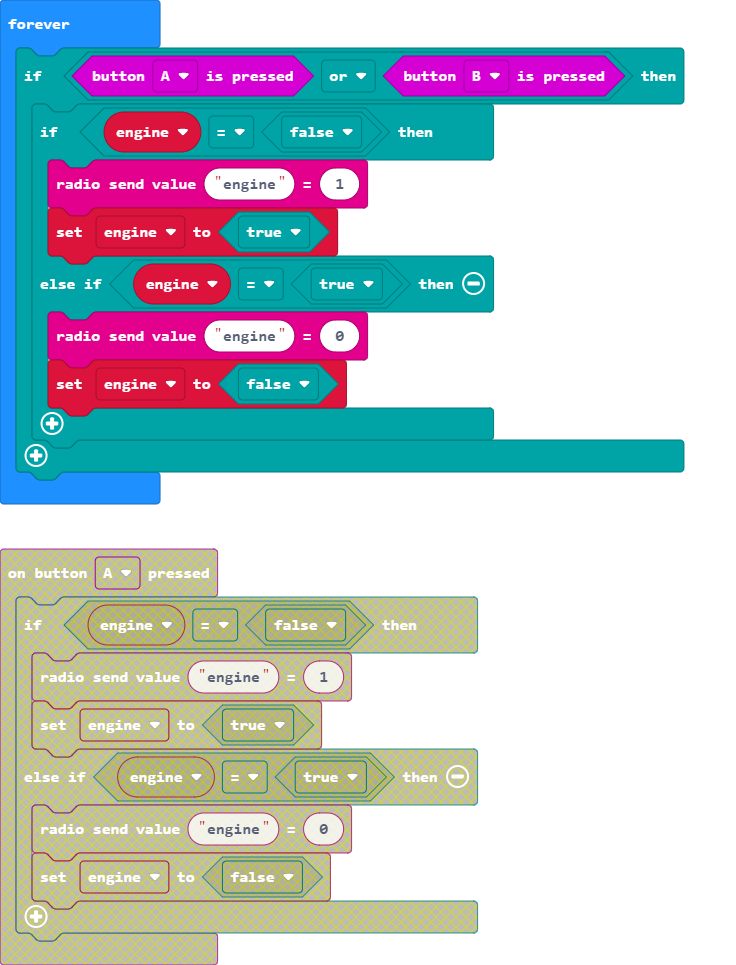 forever
if button A is pressed or button B is pressed then
if engine = false then
radio send value "engine" = 1
set engine to true
else if engine = true then
radio send value "engine" = 0
set engine to false
on button A pressed
if engine = false then
radio send value "engine" = 1
set engine to true
else if engine = true then
radio send value "engine" = 0
set engine to false